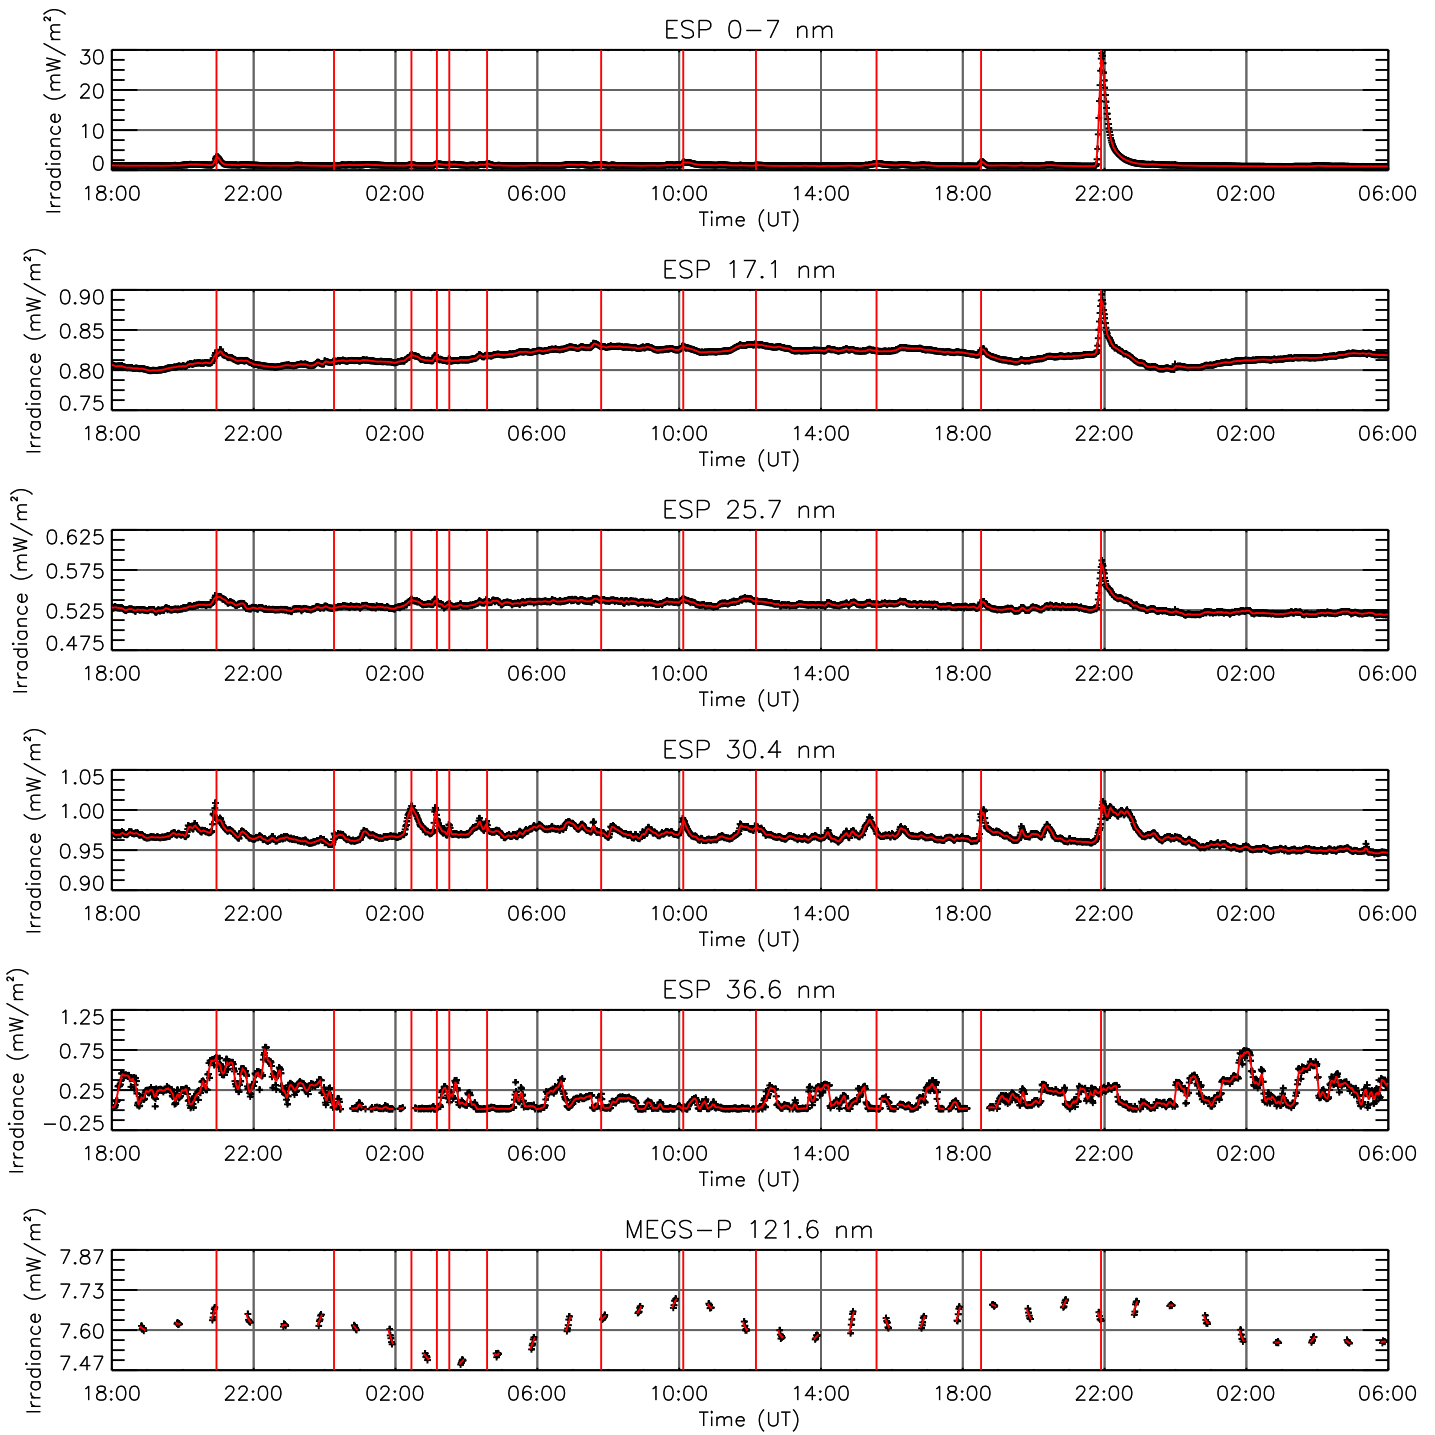 ESP 0−7 nm
Irradiance (mW/m²)
30
20
10
0
18:00 22:00 02:00 06:00 10:00 14:00 18:00 22:00 02:00 06:00
Time (UT)
ESP 17.1 nm
Irradiance (mW/m²)
0.90
0.85
0.80
0.75
18:00 22:00 02:00 06:00 10:00 14:00 18:00 22:00 02:00 06:00
Time (UT)
ESP 25.7 nm
Irradiance (mW/m²)
0.625
0.575
0.525
0.475
18:00 22:00 02:00 06:00 10:00 14:00 18:00 22:00 02:00 06:00
Time (UT)
ESP 30.4 nm
Irradiance (mW/m²)
1.05
1.00
0.95
0.90
18:00 22:00 02:00 06:00 10:00 14:00 18:00 22:00 02:00 06:00
Time (UT)
ESP 36.6 nm
Irradiance (mW/m²)
1.25
0.75
0.25
−0.25
18:00 22:00 02:00 06:00 10:00 14:00 18:00 22:00 02:00 06:00
Time (UT)
MEGS−P 121.6 nm
Irradiance (mW/m²)
7.87
7.73
7.60
7.47
18:00 22:00 02:00 06:00 10:00 14:00 18:00 22:00 02:00 06:00
Time (UT)